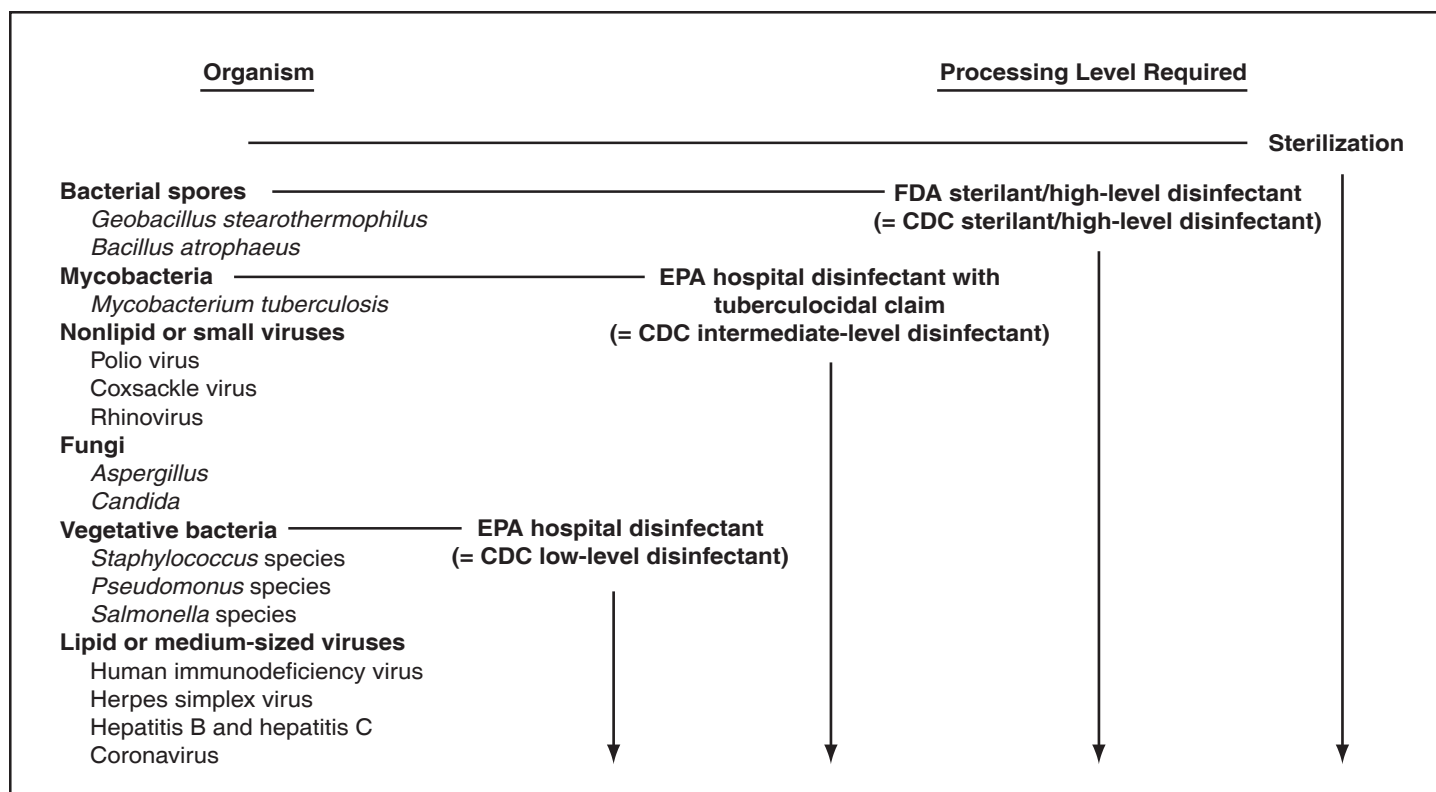 Organism Processing Level Required
Sterilization
Bacterial spores FDA sterilant/high-level disinfectant
Geobacillus stearothermophilus (= CDC sterilant/high-level disinfectant)
Bacillus atrophaeus
Mycobacteria EPA hospital disinfectant with
Mycobacterium tuberculosis tuberculocidal claim
Nonlipid or small viruses (= CDC intermediate-level disinfectant)
Polio virus
Coxsackle virus
Rhinovirus
Fungi
Aspergillus
Candida
Vegetative bacteria EPA hospital disinfectant
Staphylococcus species (= CDC low-level disinfectant)
Pseudomonus species
Salmonella species
Lipid or medium-sized viruses
Human immunodeficiency virus
Herpes simplex virus
Hepatitis B and hepatitis C
Coronavirus